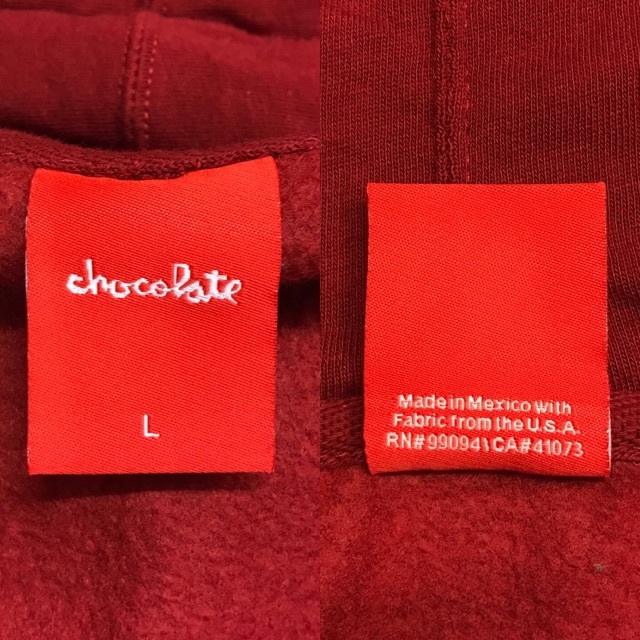 chocolate
L
Made in Mexico with
Fabric from the U.S.A.
RN#99094\CA#41073